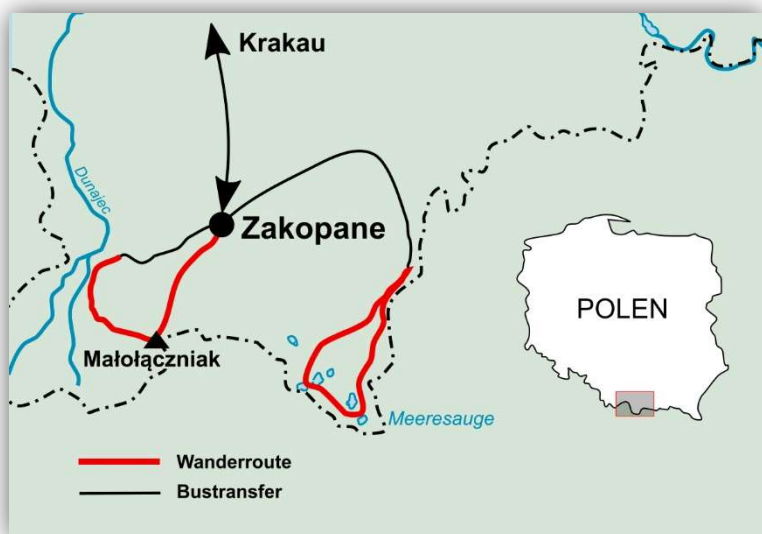 Krakau
Dunajec
Zakopane
POLEN
Małołączniak
Meeresauge
Wanderroute
Bustransfer